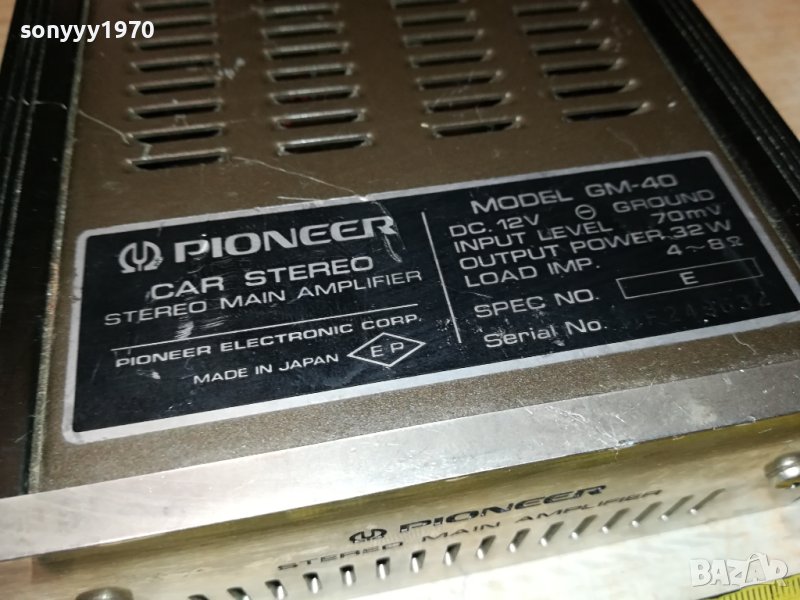 sonyyy1970
PIONEER
CAR STEREO
STEREO MAIN AMPLIFIER
PIONEER ELECTRONIC CORP.
MADE IN JAPAN
EP
MODEL GM-40
DC. 12V ⊖ GROUND
INPUT LEVEL 70mV
OUTPUT POWER. 32W
LOAD IMP. 4~8Ω
SPEC NO. E
Serial No.
PIONEER
STEREO MAIN AMPLIFIER
BAZAR